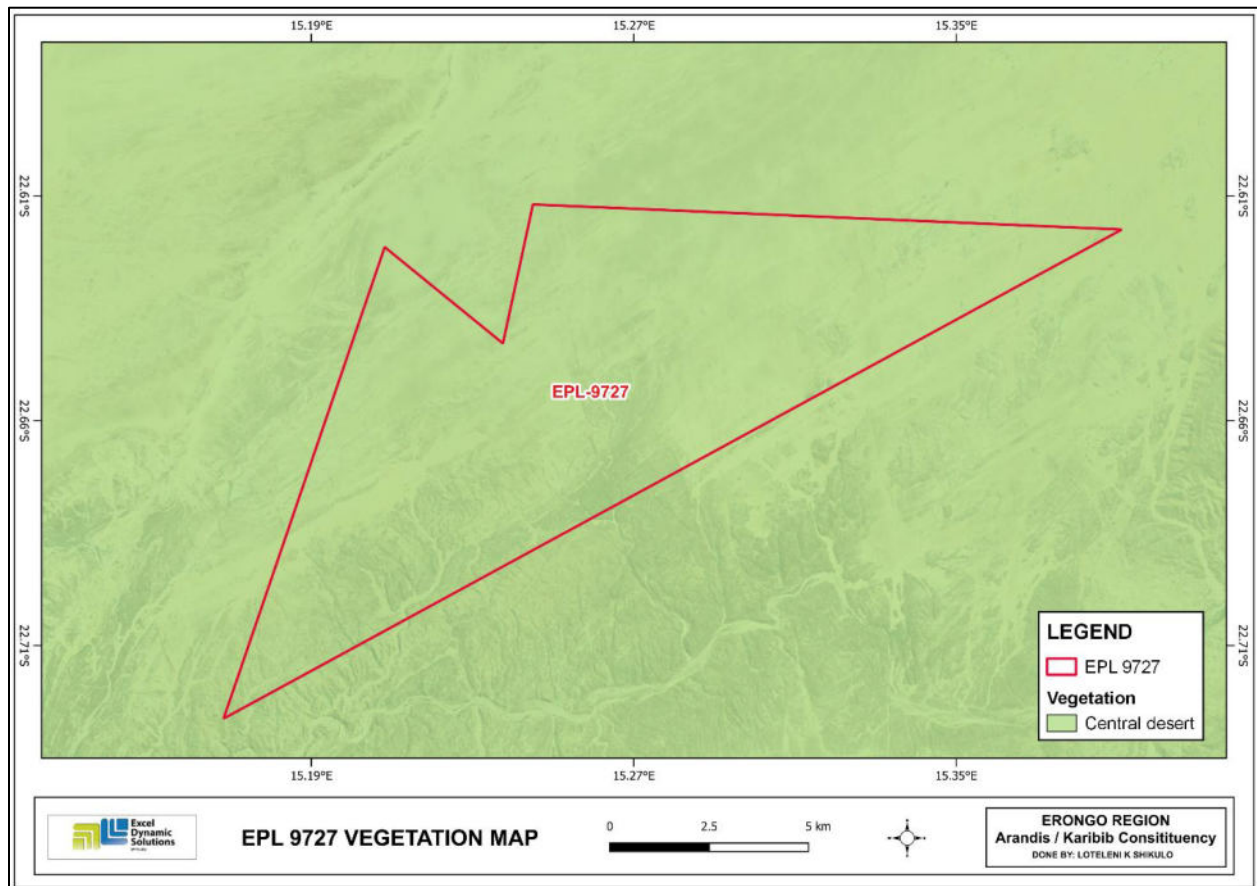 15.19°E 15.27°E 15.35°E
22.61°S 22.61°S
EPL-9727
22.66°S 22.66°S
22.71°S 22.71°S
LEGEND
EPL 9727
Vegetation
Central desert
15.19°E 15.27°E 15.35°E
Excel
Dynamic
Solutions
EPL 9727 VEGETATION MAP
0 2.5 5 km
ERONGO REGION
Arandis / Karibib Consitituency
DONE BY: LOTELENI K SHIKULO